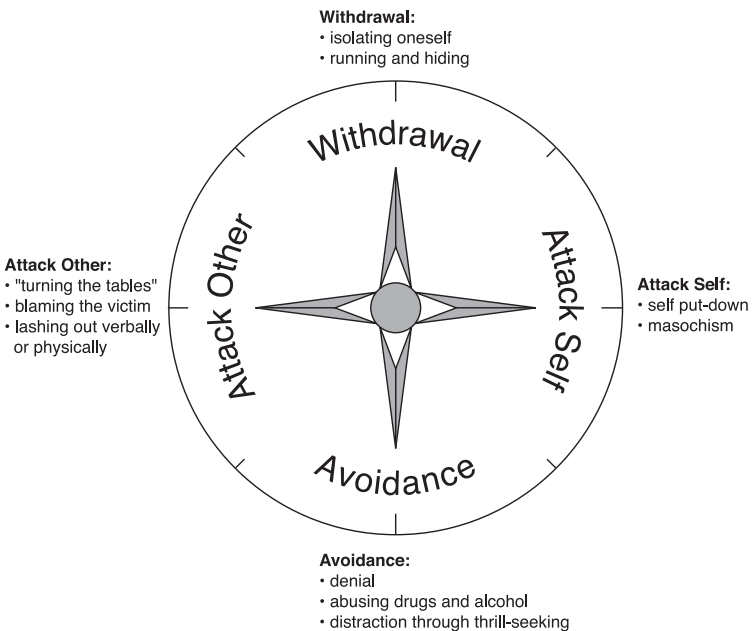 Withdrawal:
• isolating oneself
• running and hiding
Withdrawal
Attack Other
Attack Self
Avoidance
Attack Other:
• "turning the tables"
• blaming the victim
• lashing out verbally
or physically
Attack Self:
• self put-down
• masochism
Avoidance:
• denial
• abusing drugs and alcohol
• distraction through thrill-seeking